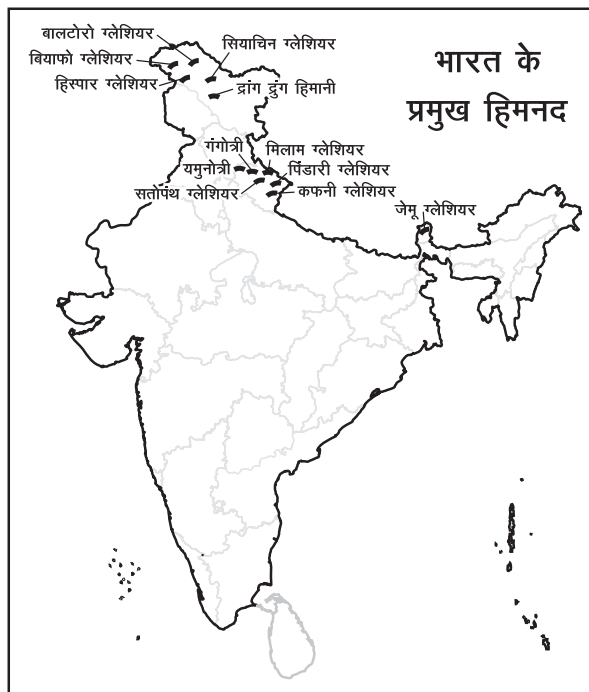 भारत के
प्रमुख हिमनद
बालटोरो ग्लेशियर
सियाचिन ग्लेशियर
बियाफो ग्लेशियर
हिस्पार ग्लेशियर
द्रांग द्रुंग हिमानी
गंगोत्री
मिलाम ग्लेशियर
यमुनोत्री
पिंडारी ग्लेशियर
सतोपंथ ग्लेशियर
कफनी ग्लेशियर
जेमू ग्लेशियर